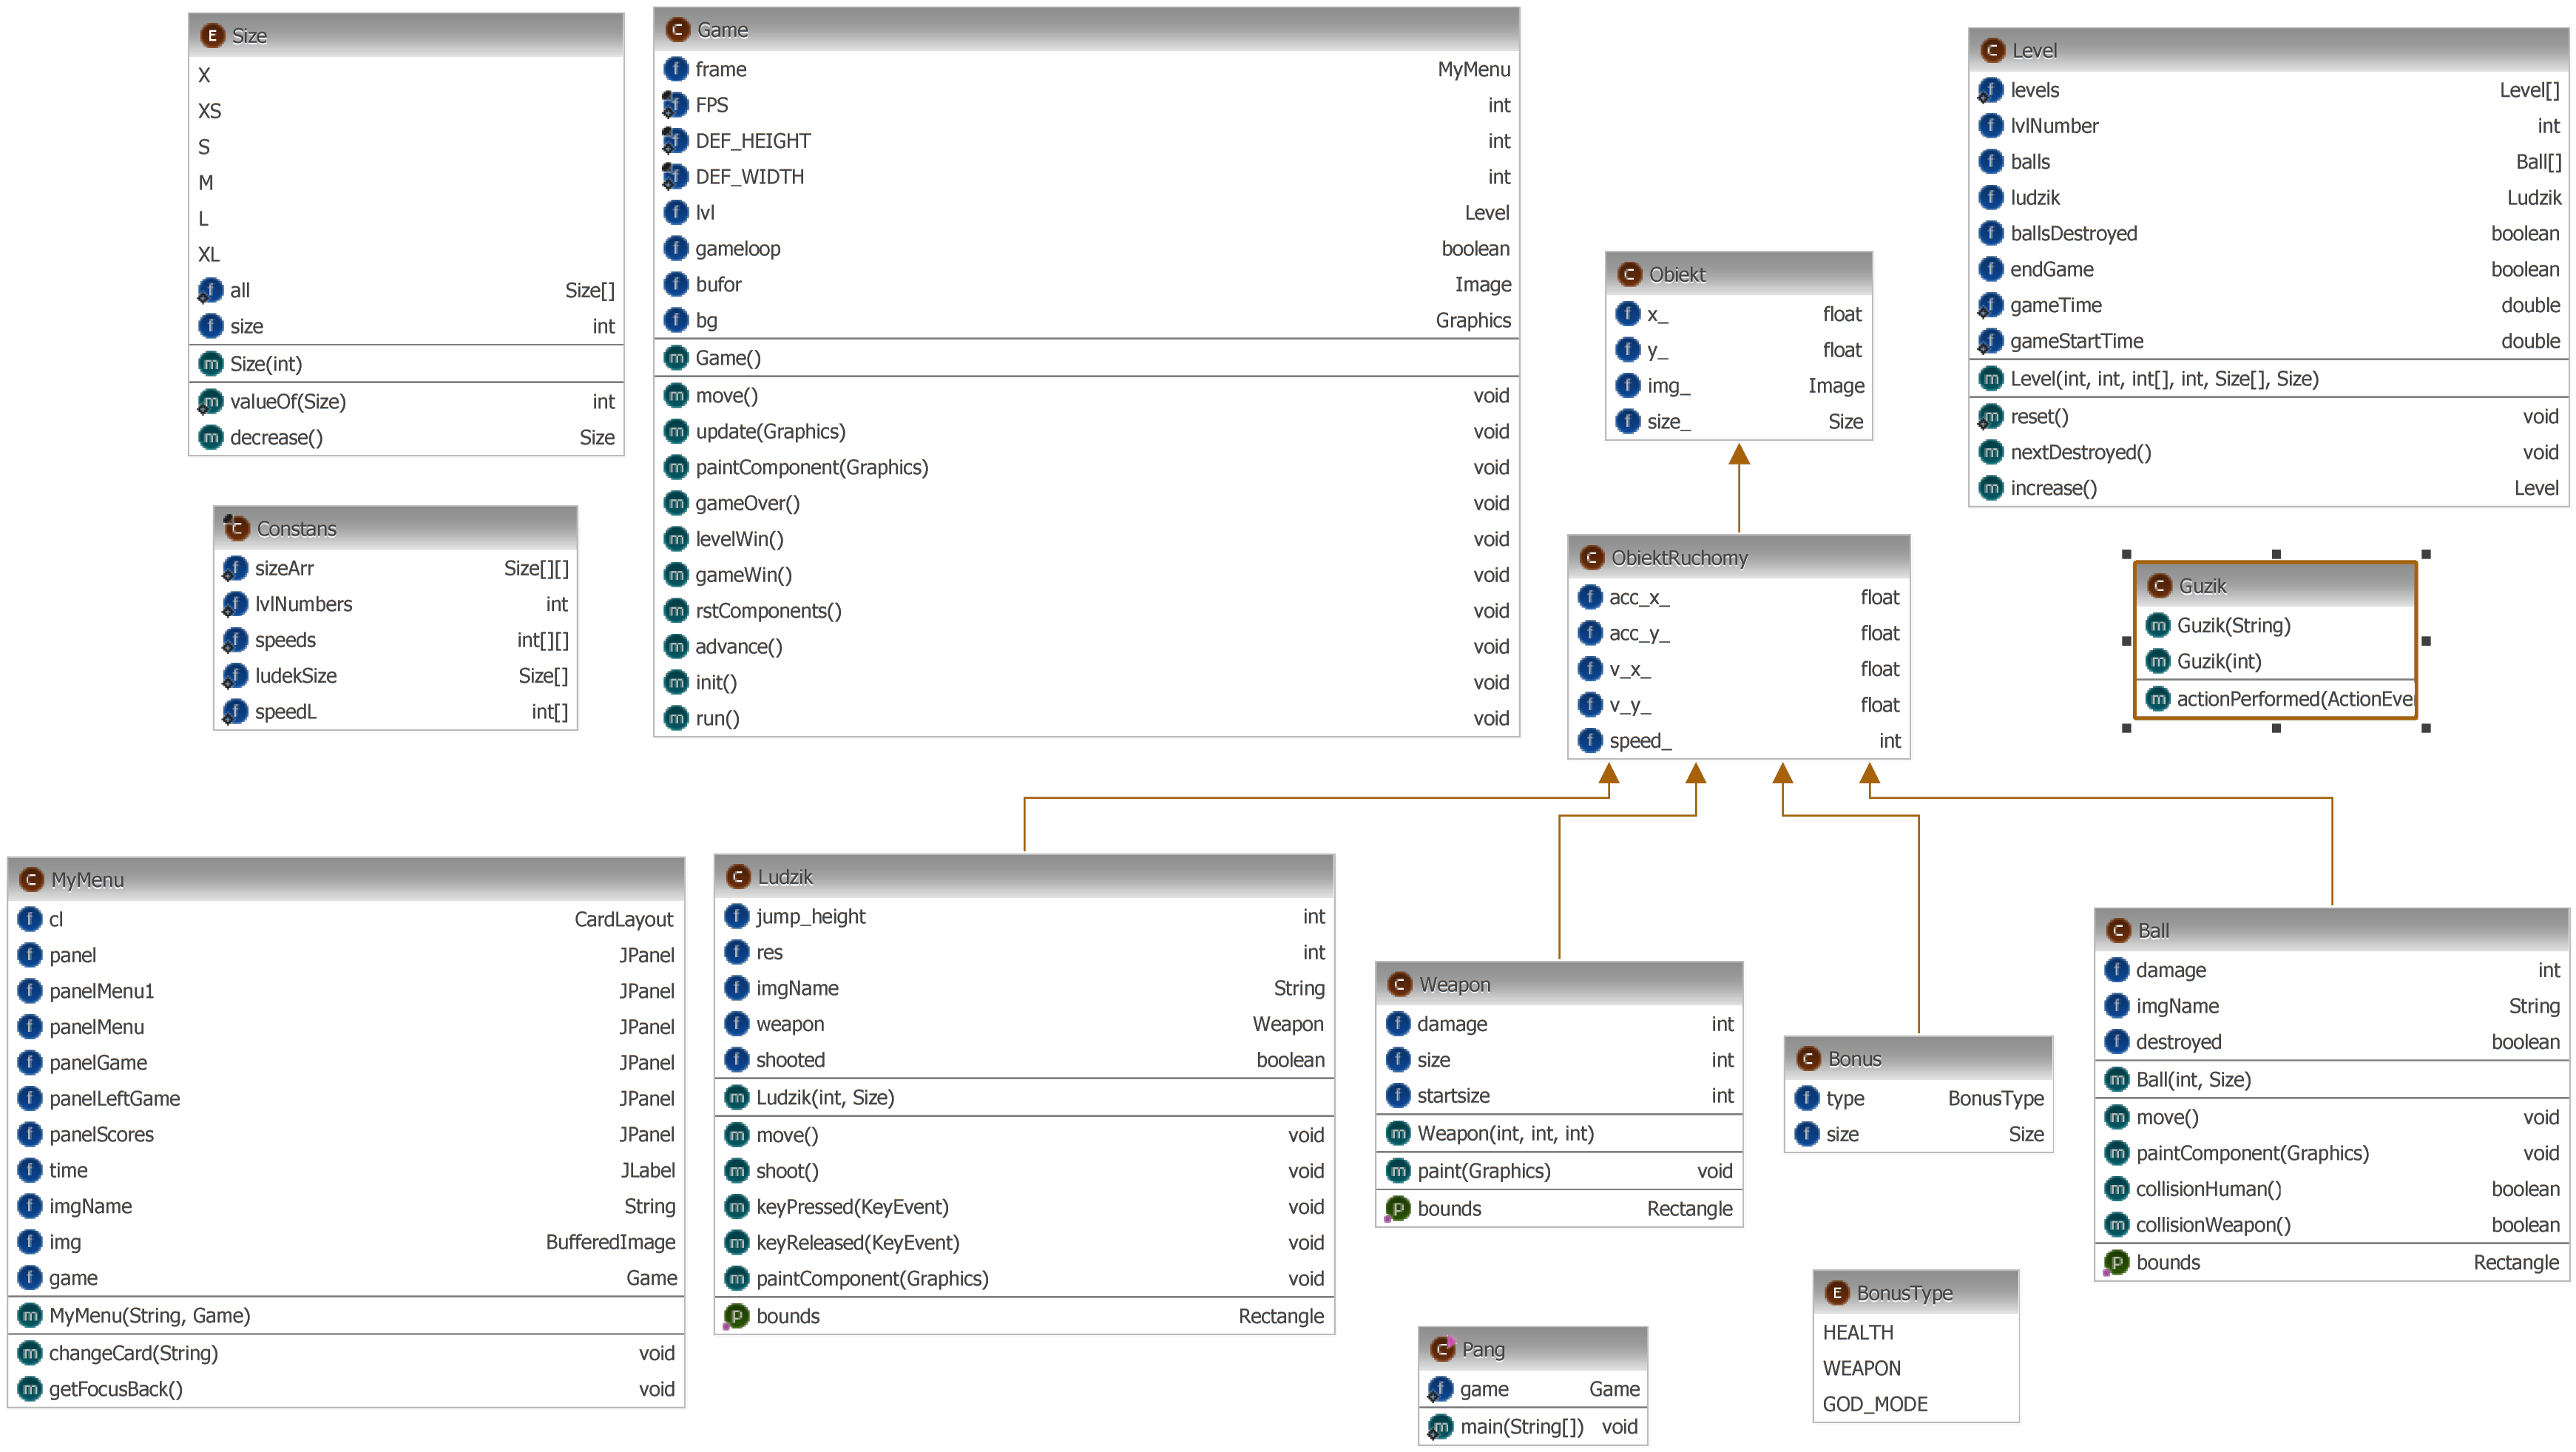 Size
X
XS
S
M
L
XL
all Size[]
size int
Size(int)
valueOf(Size) int
decrease() Size
Constans
sizeArr Size[][]
lvlNumbers int
speeds int[][]
ludekSize Size[]
speedL int[]
Game
frame MyMenu
FPS int
DEF_HEIGHT int
DEF_WIDTH int
lvl Level
gameloop boolean
bufor Image
bg Graphics
Game()
move() void
update(Graphics) void
paintComponent(Graphics) void
gameOver() void
levelWin() void
gameWin() void
rstComponents() void
advance() void
init() void
run() void
Obiekt
x_ float
y_ float
img_ Image
size_ Size
ObiektRuchomy
acc_x_ float
acc_y_ float
v_x_ float
v_y_ float
speed_ int
Level
levels Level[]
lvlNumber int
balls Ball[]
ludzik Ludzik
ballsDestroyed boolean
endGame boolean
gameTime double
gameStartTime double
Level(int, int, int[], int, Size[], Size)
reset() void
nextDestroyed() void
increase() Level
Guzik
Guzik(String)
Guzik(int)
actionPerformed(ActionEve
MyMenu
cl CardLayout
panel JPanel
panelMenu1 JPanel
panelMenu JPanel
panelGame JPanel
panelLeftGame JPanel
panelScores JPanel
time JLabel
imgName String
img BufferedImage
game Game
MyMenu(String, Game)
changeCard(String) void
getFocusBack() void
Ludzik
jump_height int
res int
imgName String
weapon Weapon
shooted boolean
Ludzik(int, Size)
move() void
shoot() void
keyPressed(KeyEvent) void
keyReleased(KeyEvent) void
paintComponent(Graphics) void
bounds Rectangle
Weapon
damage int
size int
startsize int
Weapon(int, int, int)
paint(Graphics) void
bounds Rectangle
Bonus
type BonusType
size Size
Ball
damage int
imgName String
destroyed boolean
Ball(int, Size)
move() void
paintComponent(Graphics) void
collisionHuman() boolean
collisionWeapon() boolean
bounds Rectangle
Pang
game Game
main(String[]) void
BonusType
HEALTH
WEAPON
GOD_MODE